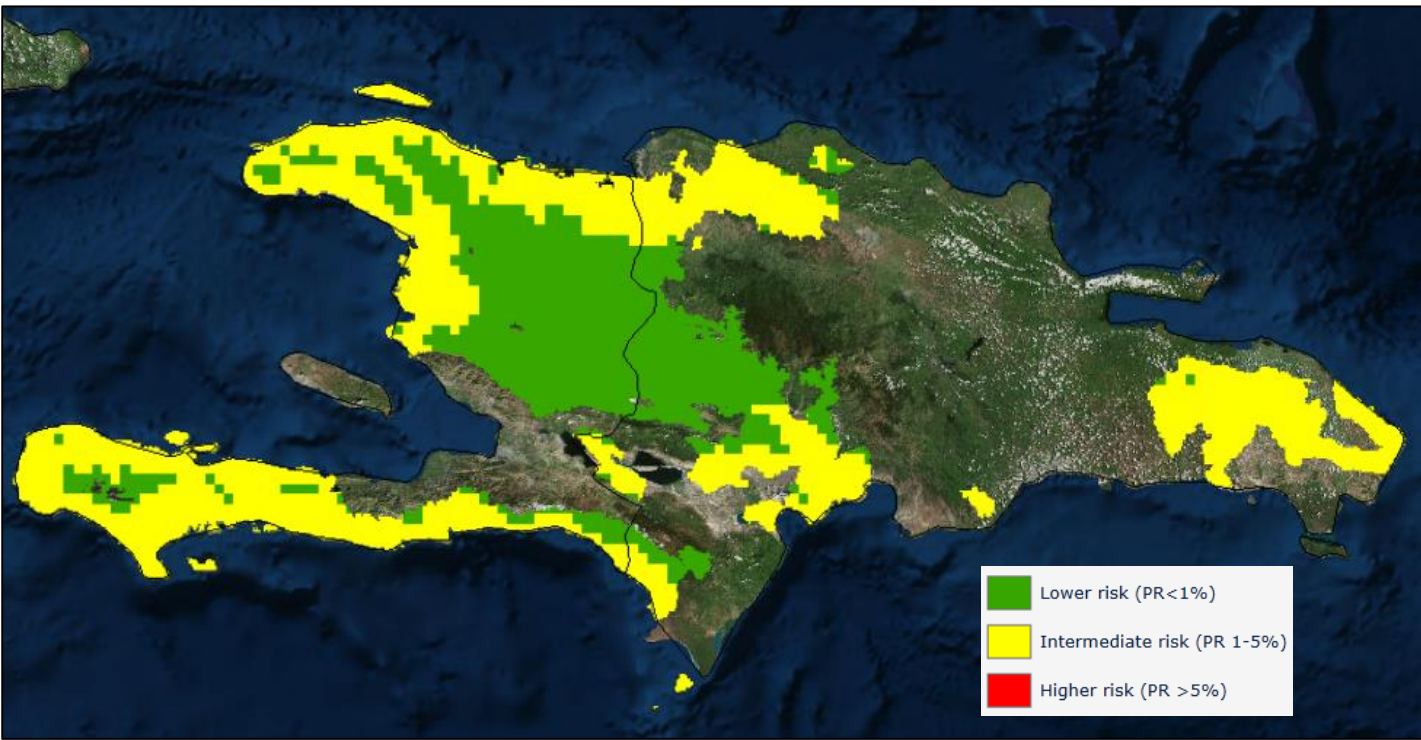 Lower risk (PR<1%)
Intermediate risk (PR 1-5%)
Higher risk (PR >5%)